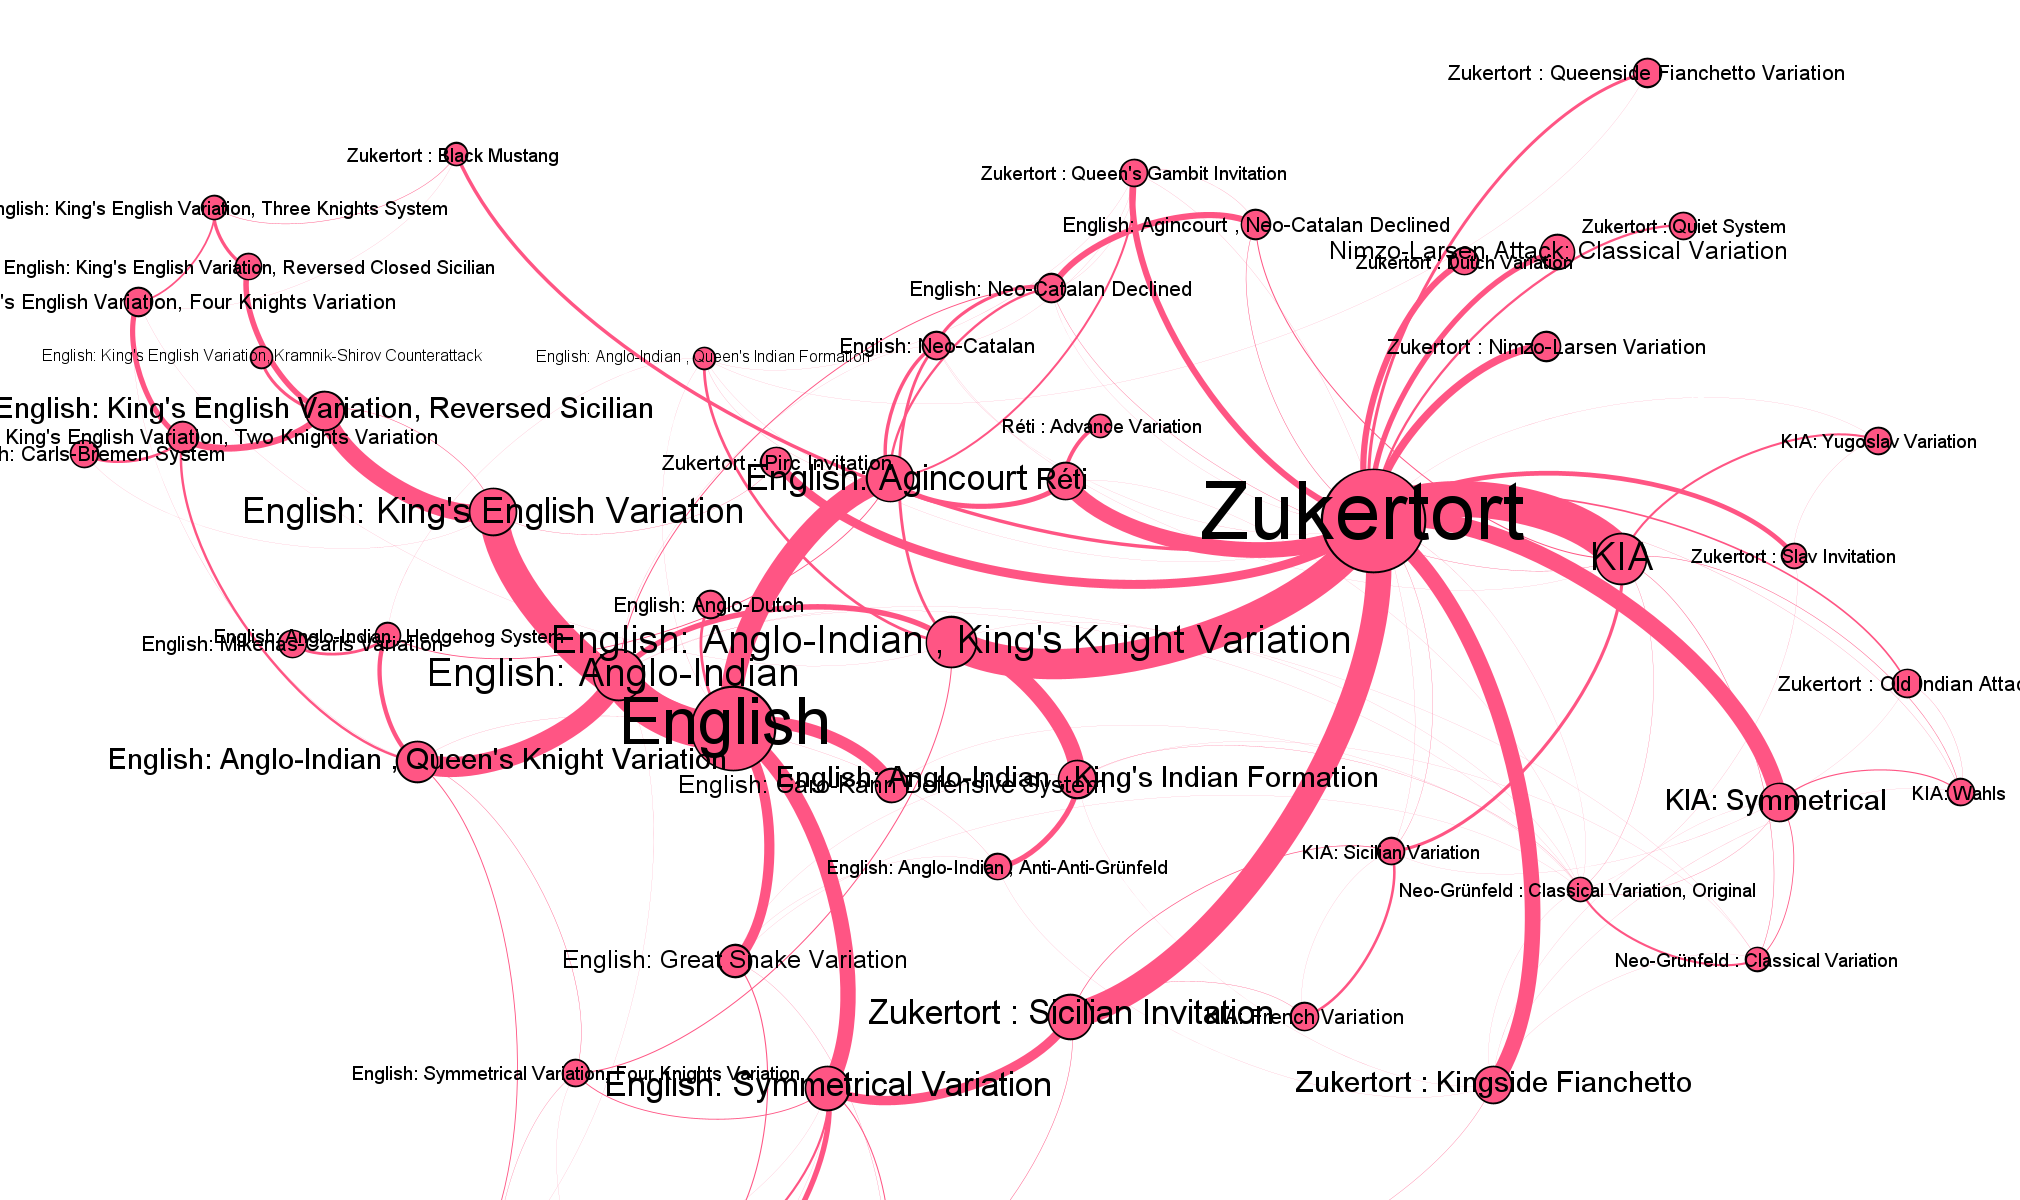 Zukertort : Queenside Fianchetto Variation
Zukertort : Black Mustang
Zukertort : Queen's Gambit Invitation
nglish: King's English Variation, Three Knights System
English: Agincourt , Neo-Catalan Declined
Zukertort : Quiet System
Nimzo-Larsen Attack: Classical Variation
Zukertort : Dutch Variation
English: King's English Variation, Reversed Closed Sicilian
English: Neo-Catalan Declined
's English Variation, Four Knights Variation
English: Neo-Catalan
Zukertort : Nimzo-Larsen Variation
English: King's English Variation, Kramnik-Shirov Counterattack
English: Anglo-Indian , Queen's Indian Formation
English: King's English Variation, Reversed Sicilian
Réti : Advance Variation
King's English Variation, Two Knights Variation
KIA: Yugoslav Variation
h: Carls-Bremen System
Zukertort : Pirc Invitation
English: Agincourt
Réti
English: King's English Variation
Zukertort
KIA
Zukertort : Slav Invitation
English: Anglo-Dutch
English: Anglo-Indian , Hedgehog System
English: Mikenas-Carls Variation
English: Anglo-Indian , King's Knight Variation
English: Anglo-Indian
Zukertort : Old Indian Attac
English
English: Anglo-Indian , Queen's Knight Variation
English: Anglo-Indian , King's Indian Formation
English: Caro-Kann Defensive System
KIA: Symmetrical
KIA: Wahls
KIA: Sicilian Variation
English: Anglo-Indian , Anti-Anti-Grünfeld
Neo-Grünfeld : Classical Variation, Original
English: Great Snake Variation
Neo-Grünfeld : Classical Variation
Zukertort : Sicilian Invitation
KIA: French Variation
English: Symmetrical Variation, Four Knights Variation
English: Symmetrical Variation
Zukertort : Kingside Fianchetto